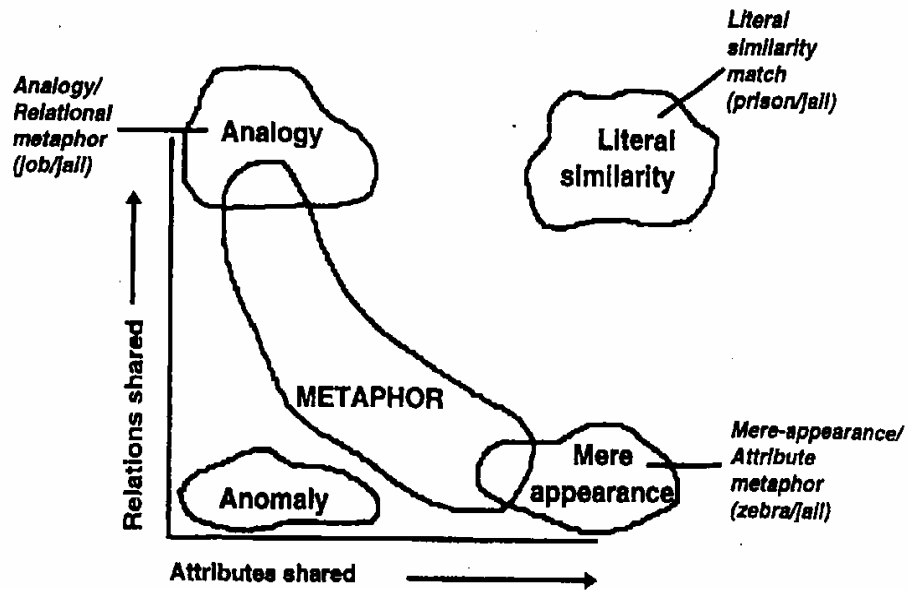 Literal
similarity
match
(prison/jail)
Analogy/
Relational
metaphor
(job/jail)
Analogy
Literal
similarity
Relations shared
METAPHOR
Mere
appearance
Mere-appearance/
Attribute
metaphor
(zebra/jail)
Anomaly
Attributes shared